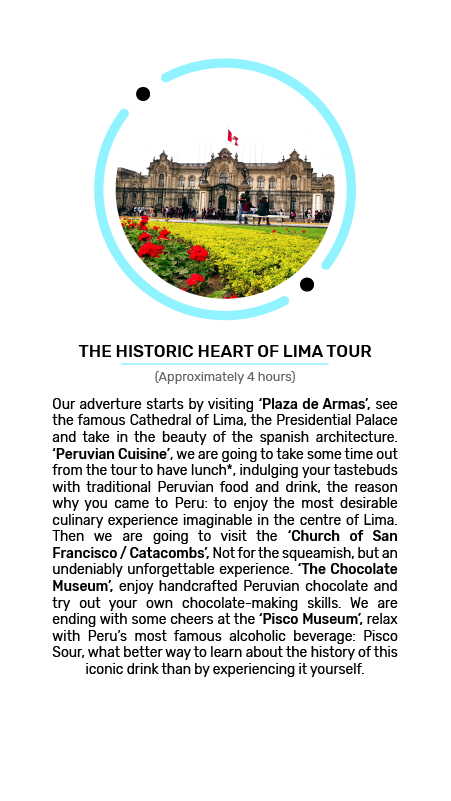 THE HISTORIC HEART OF LIMA TOUR
(Approximately 4 hours)
Our adverture starts by visiting ‘Plaza de Armas’, see
the famous Cathedral of Lima, the Presidential Palace
and take in the beauty of the spanish architecture.
‘Peruvian Cuisine’, we are going to take some time out
from the tour to have lunch*, indulging your tastebuds
with traditional Peruvian food and drink, the reason
why you came to Peru: to enjoy the most desirable
culinary experience imaginable in the centre of Lima.
Then we are going to visit the ‘Church of San
Francisco / Catacombs’, Not for the squeamish, but an
undeniably unforgettable experience. ‘The Chocolate
Museum’, enjoy handcrafted Peruvian chocolate and
try out your own chocolate-making skills. We are
ending with some cheers at the ‘Pisco Museum’, relax
with Peru’s most famous alcoholic beverage: Pisco
Sour, what better way to learn about the history of this
iconic drink than by experiencing it yourself.